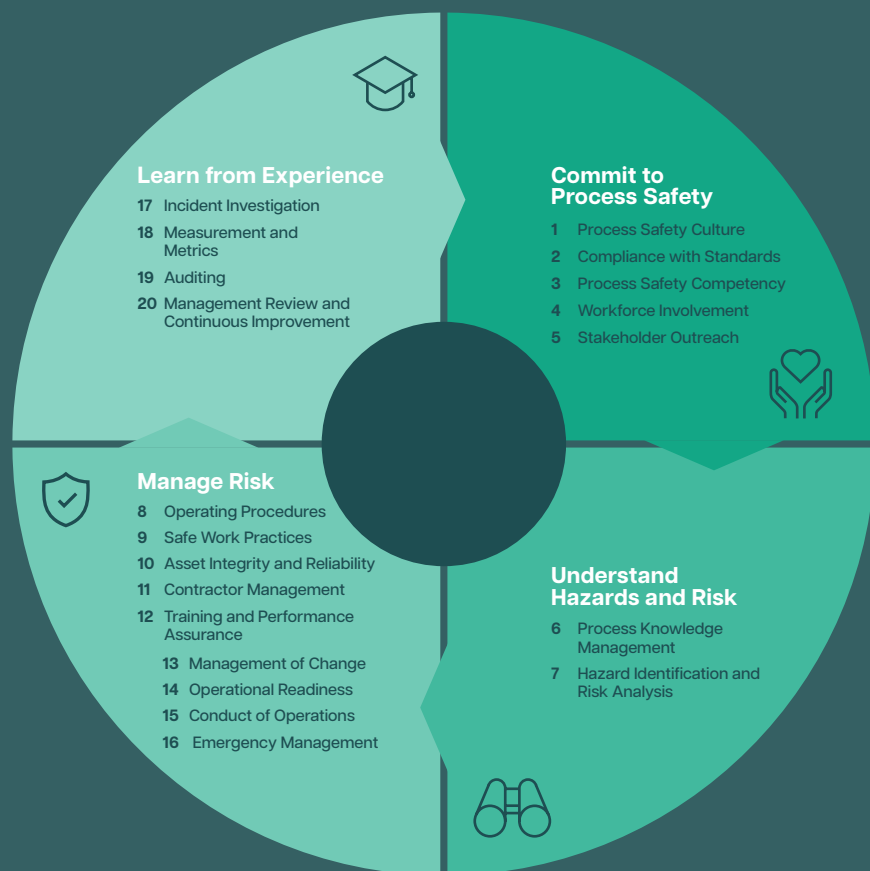 Learn from Experience
17 Incident Investigation
18 Measurement and
Metrics
19 Auditing
20 Management Review and
Continuous Improvement
Commit to
Process Safety
1 Process Safety Culture
2 Compliance with Standards
3 Process Safety Competency
4 Workforce Involvement
5 Stakeholder Outreach
Manage Risk
8 Operating Procedures
9 Safe Work Practices
10 Asset Integrity and Reliability
11 Contractor Management
12 Training and Performance
Assurance
13 Management of Change
14 Operational Readiness
15 Conduct of Operations
16 Emergency Management
Understand
Hazards and Risk
6 Process Knowledge
Management
7 Hazard Identification and
Risk Analysis